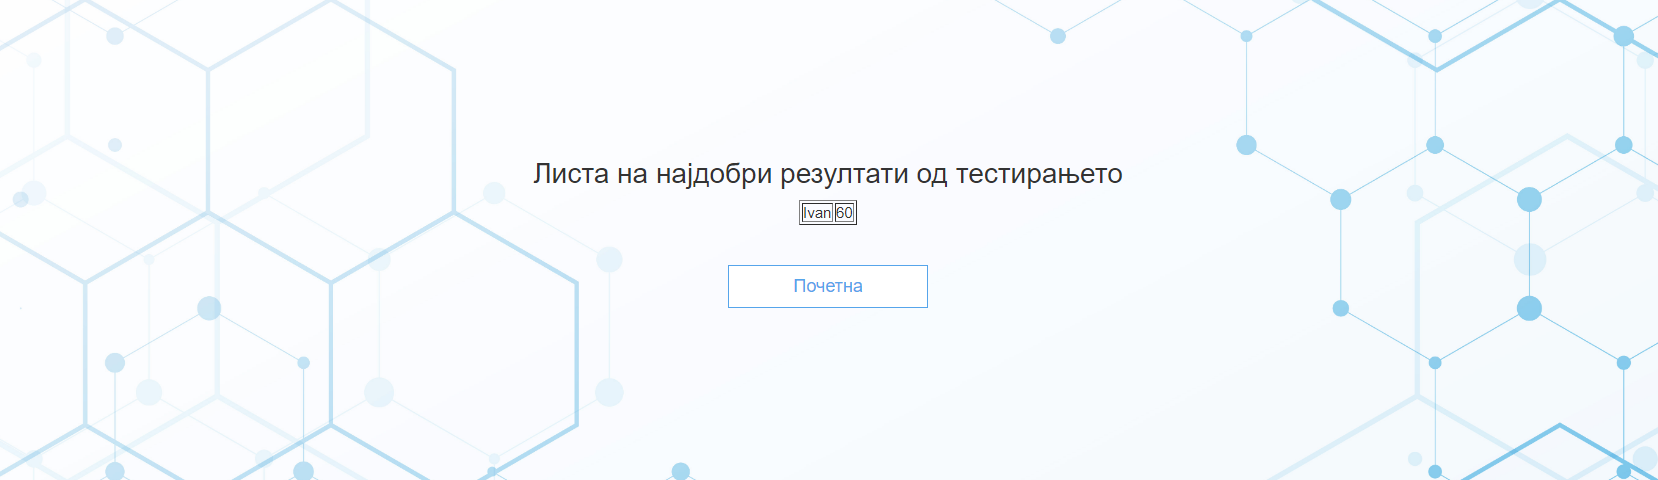 Листа на најдобри резултати од тестирањето
Ivan 60
Почетна